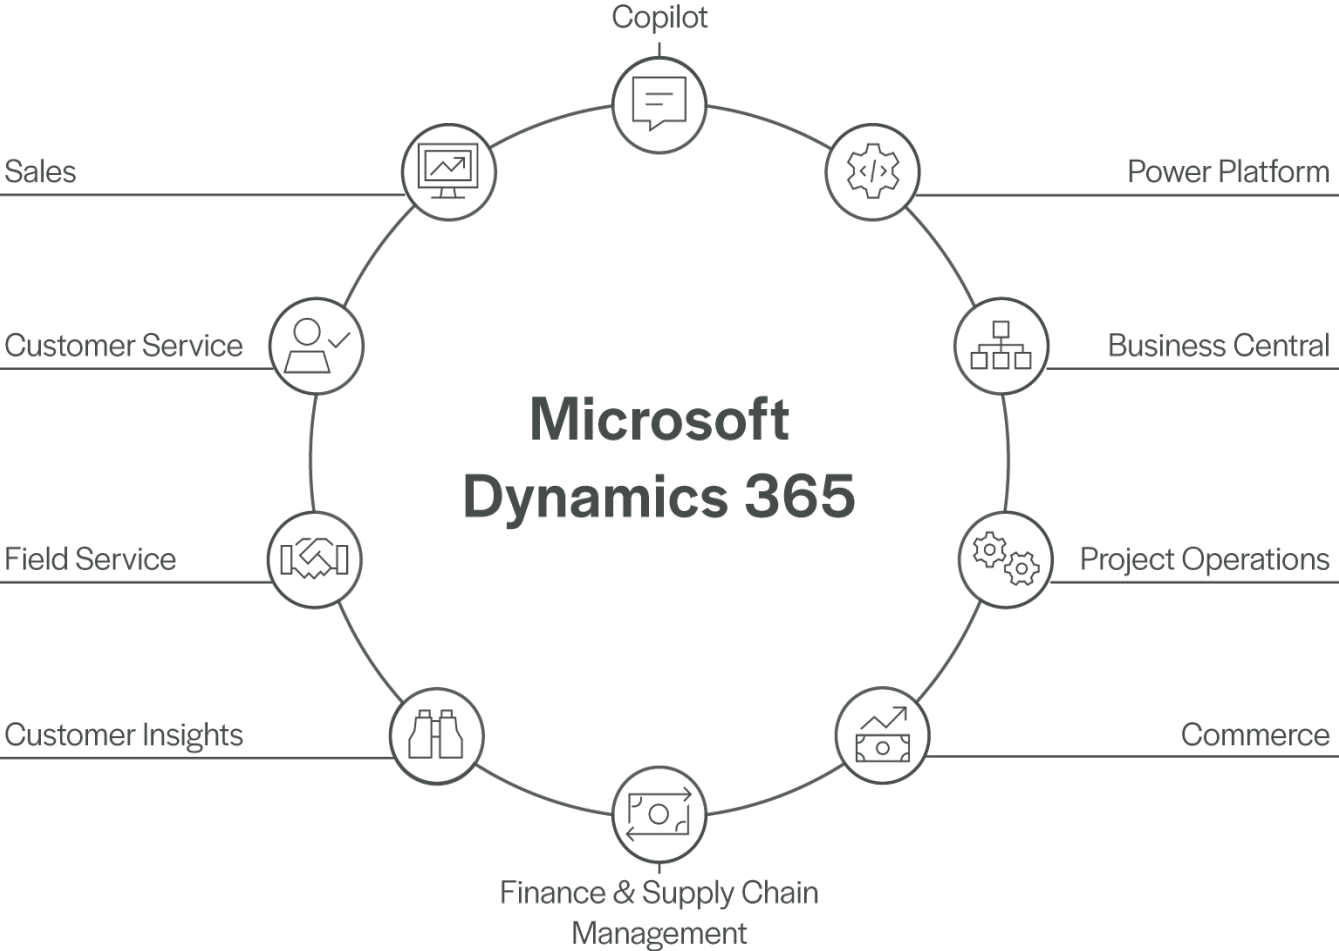 Copilot
Sales
Power Platform
Customer Service
Business Central
Microsoft
Dynamics 365
Field Service
Project Operations
Customer Insights
Commerce
Finance & Supply Chain
Management